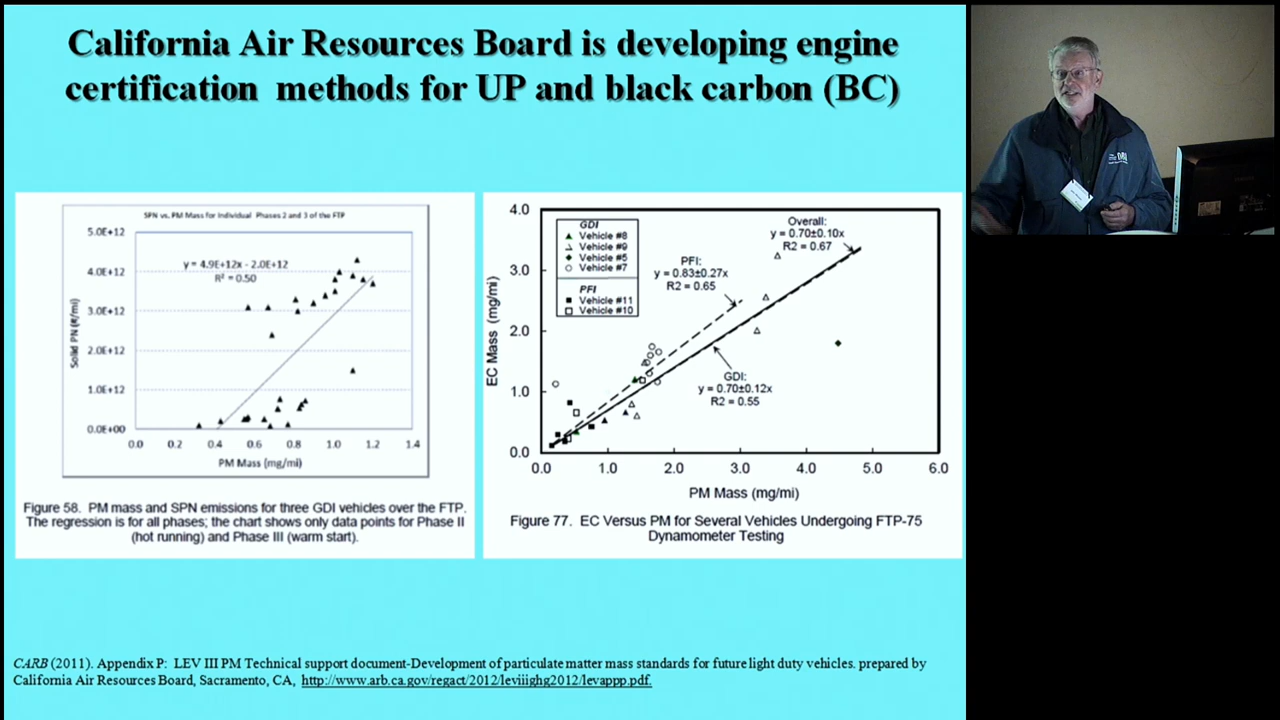 California Air Resources Board is developing engine
certification methods for UP and black carbon (BC)
SPN vs. PM Mass for Individual Phases 2 and 3 of the FTP
5.0E+12
4.0E+12
3.0E+12
2.0E+12
1.0E+12
0.0E+00
Solid PN (#/mi)
y = 4.9E+12x - 2.0E+12
R² = 0.50
0.0 0.2 0.4 0.6 0.8 1.0 1.2 1.4
PM Mass (mg/mi)
Figure 58. PM mass and SPN emissions for three GDI vehicles over the FTP.
The regression is for all phases; the chart shows only data points for Phase II
(hot running) and Phase III (warm start).
4.0
3.0
2.0
1.0
0.0
EC Mass (mg/mi)
GDI
Vehicle #8
Vehicle #9
Vehicle #5
Vehicle #7
PFI
Vehicle #11
Vehicle #10
PFI:
y = 0.83±0.27x
R2 = 0.65
Overall:
y = 0.70±0.10x
R2 = 0.67
GDI:
y = 0.70±0.12x
R2 = 0.55
0.0 1.0 2.0 3.0 4.0 5.0 6.0
PM Mass (mg/mi)
Figure 77. EC Versus PM for Several Vehicles Undergoing FTP-75
Dynamometer Testing
CARB (2011). Appendix P: LEV III PM Technical support document-Development of particulate matter mass standards for future light duty vehicles. prepared by
California Air Resources Board, Sacramento, CA, http://www.arb.ca.gov/regact/2012/leviiighg2012/levappp.pdf.
DRI